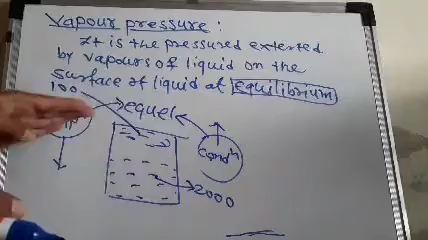 Vapour pressure :
It is the pressured exterted
by vapours of liquid on the
surface of liquid at equilibrium
100
equel
condn
2000